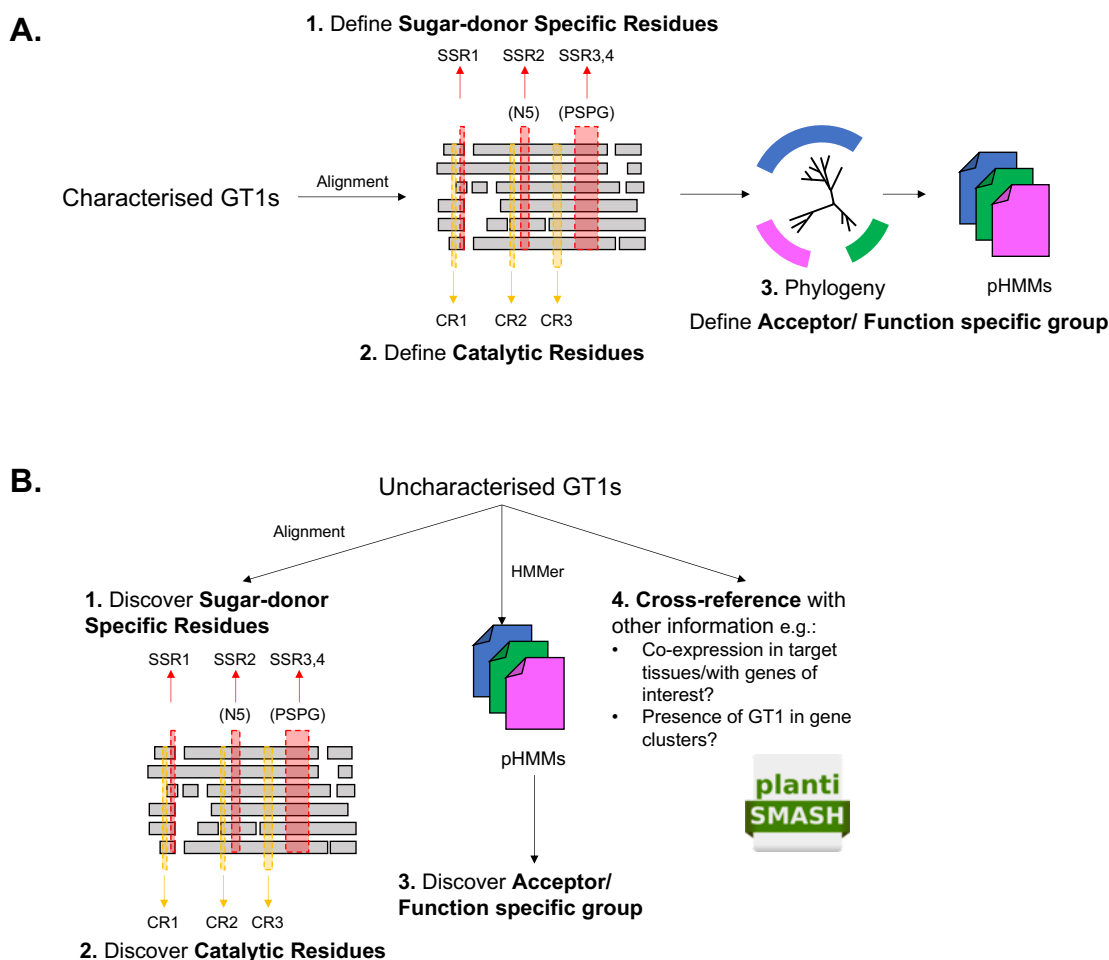 A.
1. Define Sugar-donor Specific Residues
SSR1 SSR2 SSR3,4
(N5) (PSPG)
Characterised GT1s
Alignment
CR1 CR2 CR3
2. Define Catalytic Residues
3. Phylogeny
pHMMs
Define Acceptor/ Function specific group
B.
Uncharacterised GT1s
Alignment
HMMer
1. Discover Sugar-donor
Specific Residues
SSR1 SSR2 SSR3,4
(N5) (PSPG)
CR1 CR2 CR3
2. Discover Catalytic Residues
pHMMs
3. Discover Acceptor/
Function specific group
4. Cross-reference with
other information e.g.:
• Co-expression in target
tissues/with genes of
interest?
• Presence of GT1 in gene
clusters?
planti
SMASH